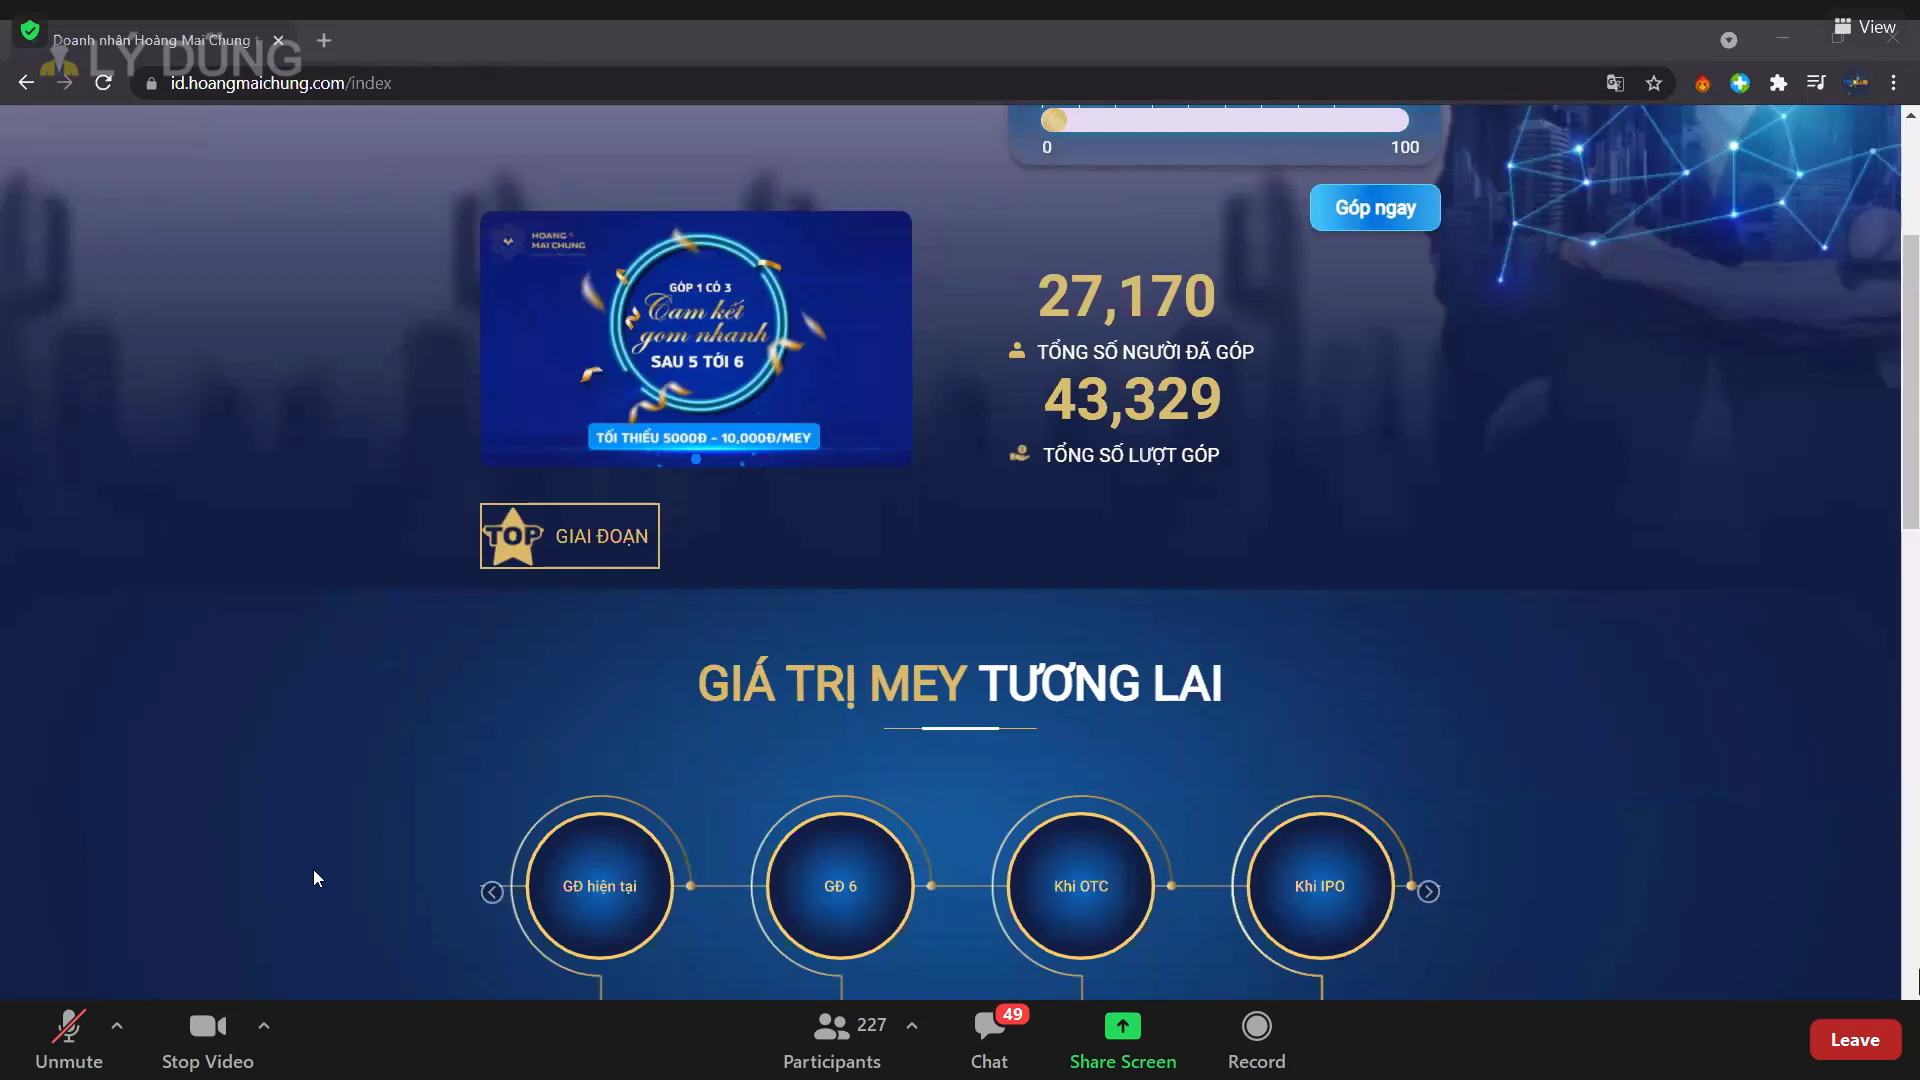 View
Doanh nhân Hoàng Mai Chung
LÝ DŨNG
id.hoangmaichung.com/index
0 100
Góp ngay
HOANG
MAI CHUNG
GÓP 1 CÓ 3
Cam kết
gom nhanh
SAU 5 TỚI 6
TỐI THIỂU 5000Đ - 10,000Đ/MEY
27,170
TỔNG SỐ NGƯỜI ĐÃ GÓP
43,329
TỔNG SỐ LƯỢT GÓP
TOP GIAI ĐOẠN
GIÁ TRỊ MEY TƯƠNG LAI
GĐ hiện tại
GĐ 6
Khi OTC
Khi IPO
227
49
Unmute
Stop Video
Participants
Chat
Share Screen
Record
Leave